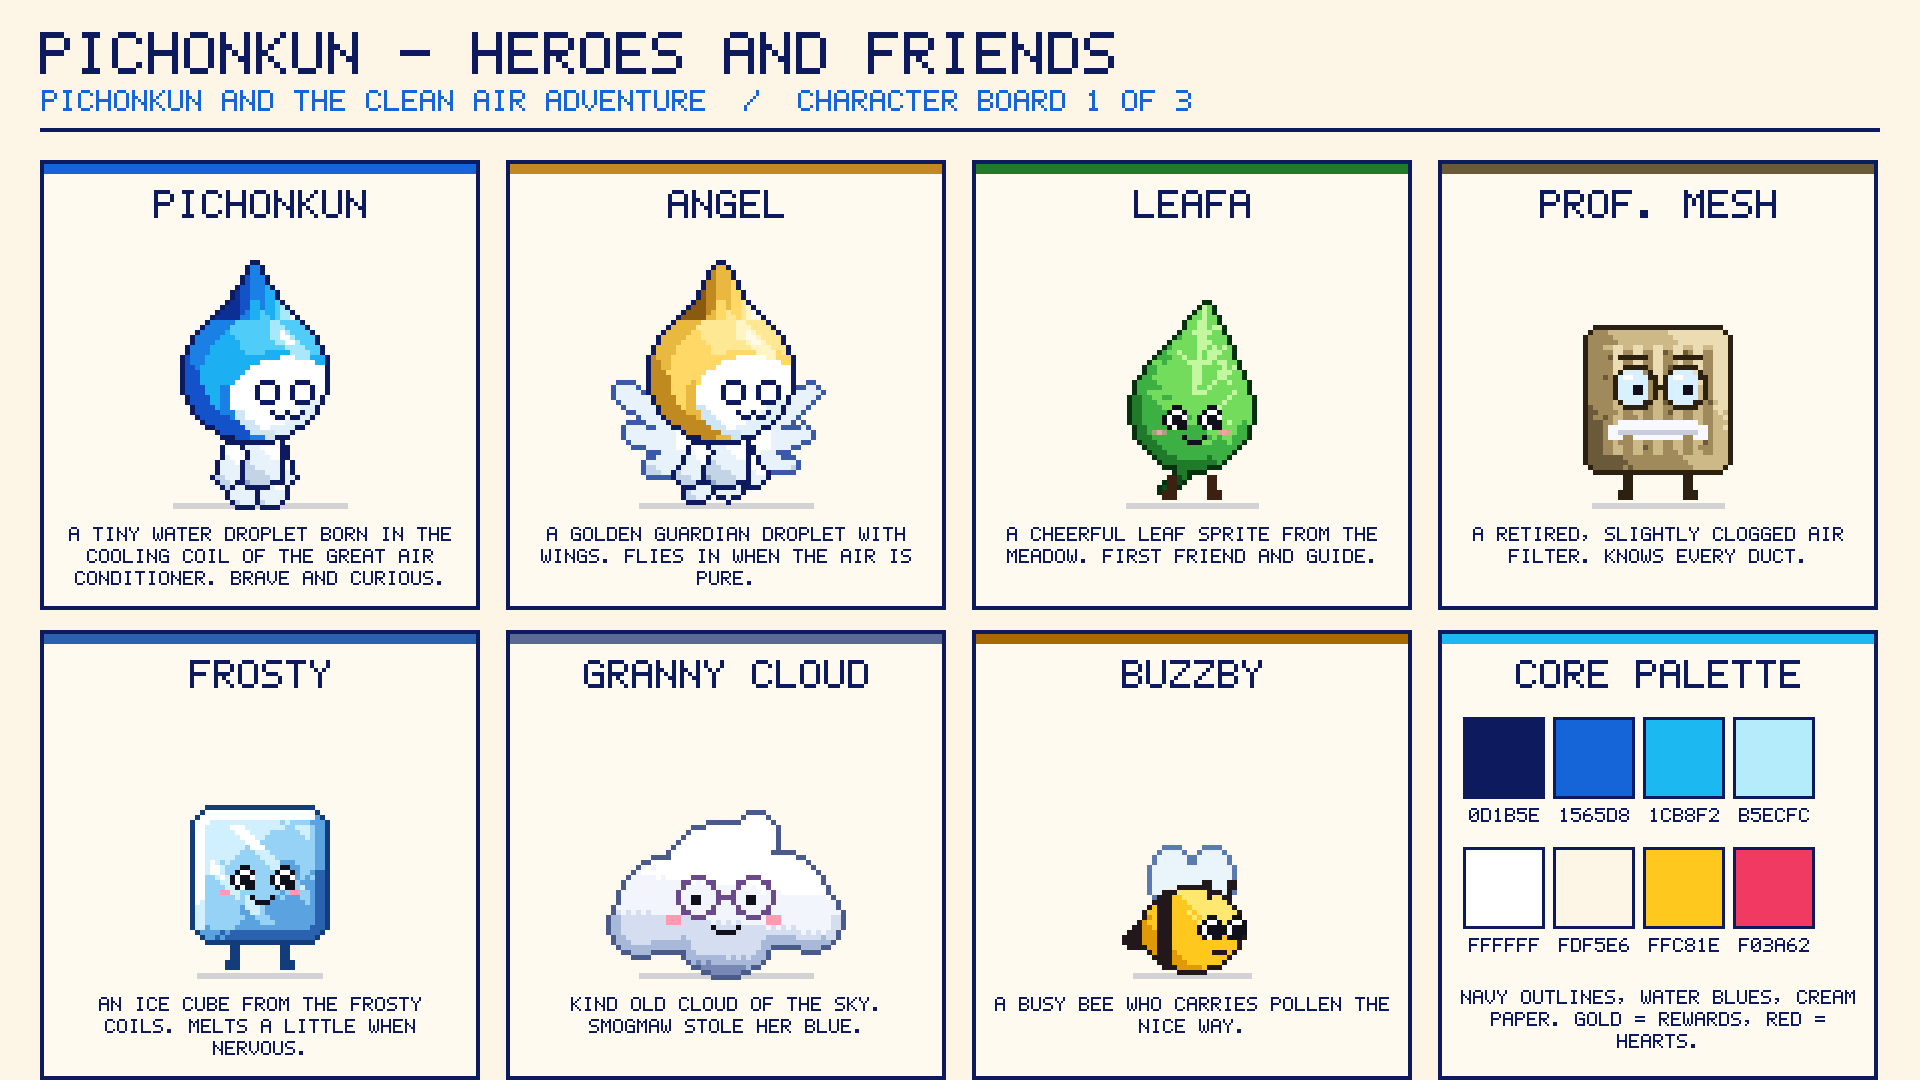 PICHONKUN - HEROES AND FRIENDS
PICHONKUN AND THE CLEAN AIR ADVENTURE / CHARACTER BOARD 1 OF 3
PICHONKUN
A TINY WATER DROPLET BORN IN THE
COOLING COIL OF THE GREAT AIR
CONDITIONER. BRAVE AND CURIOUS.
ANGEL
A GOLDEN GUARDIAN DROPLET WITH
WINGS. FLIES IN WHEN THE AIR IS
PURE.
LEAFA
A CHEERFUL LEAF SPRITE FROM THE
MEADOW. FIRST FRIEND AND GUIDE.
PROF. MESH
A RETIRED, SLIGHTLY CLOGGED AIR
FILTER. KNOWS EVERY DUCT.
FROSTY
AN ICE CUBE FROM THE FROSTY
COILS. MELTS A LITTLE WHEN
NERVOUS.
GRANNY CLOUD
KIND OLD CLOUD OF THE SKY.
SMOGMAW STOLE HER BLUE.
BUZZBY
A BUSY BEE WHO CARRIES POLLEN THE
NICE WAY.
CORE PALETTE
0D1B5E 1565D8 1CB8F2 B5ECFC
FFFFFF FDF5E6 FFC81E F03A62
NAVY OUTLINES, WATER BLUES, CREAM
PAPER. GOLD = REWARDS, RED =
HEARTS.